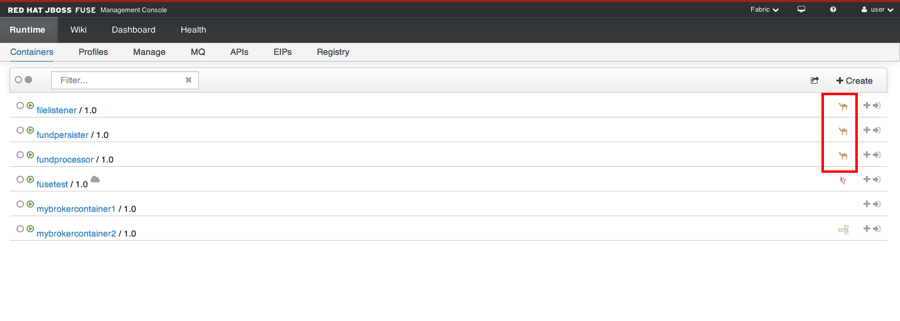 RED HAT JBOSS FUSE Management Console Fabric user
Runtime Wiki Dashboard Health
Containers Profiles Manage MQ APIs EIPs Registry
Filter... Create
filelistener / 1.0
fundpersister / 1.0
fundprocessor / 1.0
fusetest / 1.0
mybrokercontainer1 / 1.0
mybrokercontainer2 / 1.0